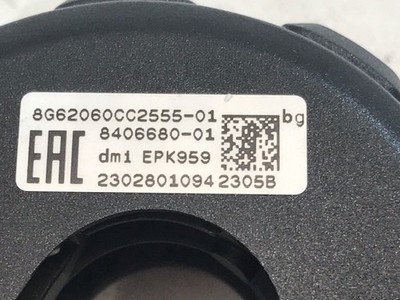 8G62060CC2555-01 bg
8406680-01
EAC dmi EPK959
2302801094 2305B